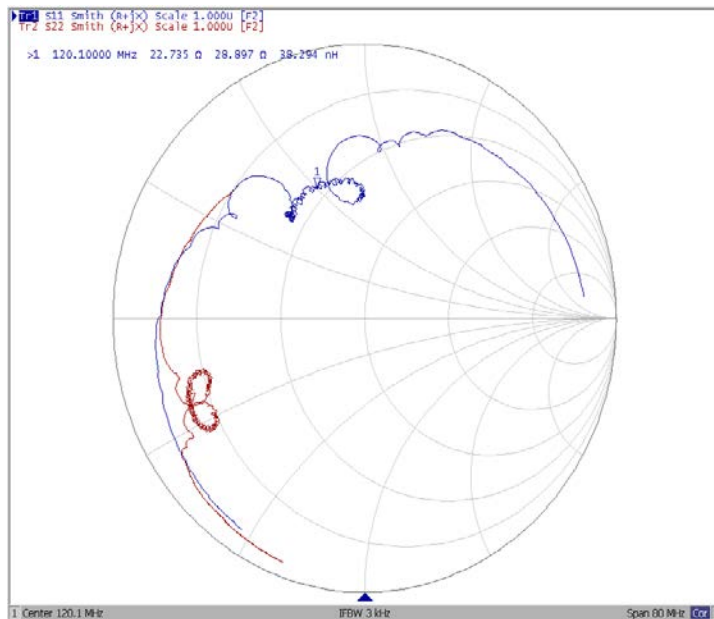 Tr1 S11 Smith (R+jX) Scale 1.000U [F2]
Tr2 S22 Smith (R+jX) Scale 1.000U [F2]
>1 120.10000 MHz 22.735 Ω 28.897 Ω 38.294 nH
1
1 Center 120.1 MHz IFBW 3 kHz Span 80 MHz Cor